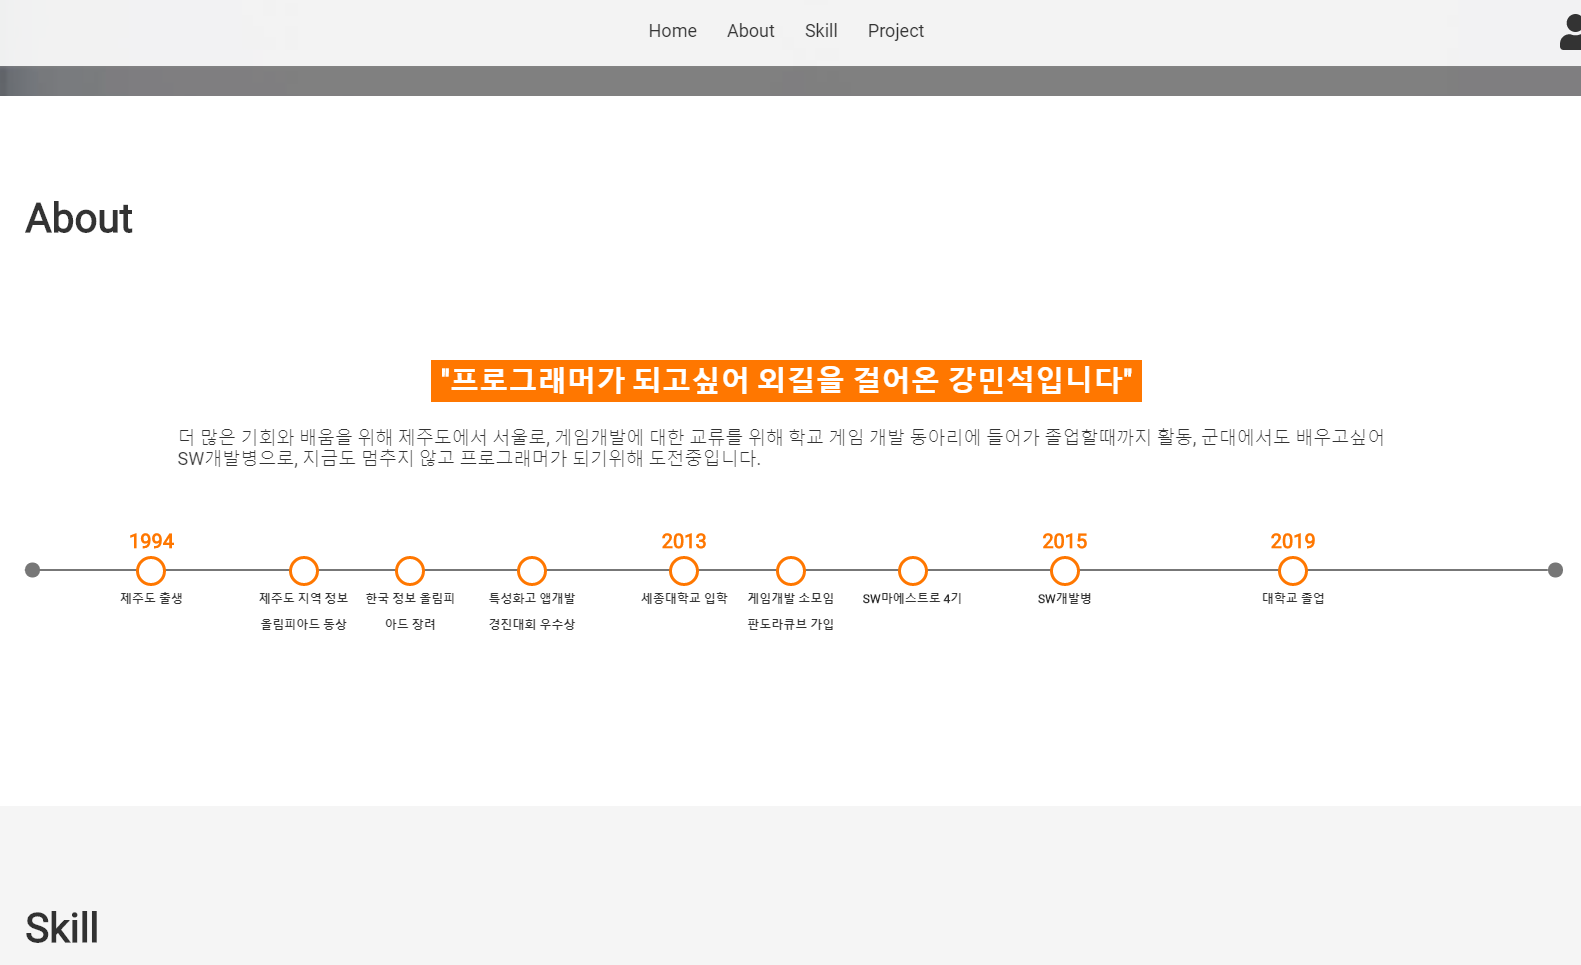 Home About Skill Project
About
"프로그래머가 되고싶어 외길을 걸어온 강민석입니다"
더 많은 기회와 배움을 위해 제주도에서 서울로, 게임개발에 대한 교류를 위해 학교 게임 개발 동아리에 들어가 졸업할때까지 활동, 군대에서도 배우고싶어
SW개발병으로, 지금도 멈추지 않고 프로그래머가 되기위해 도전중입니다.
1994
제주도 출생
제주도 지역 정보
올림피아드 동상
한국 정보 올림피
아드 장려
특성화고 앱개발
경진대회 우수상
2013
세종대학교 입학
게임개발 소모임
판도라큐브 가입
SW마에스트로 4기
2015
SW개발병
2019
대학교 졸업
Skill